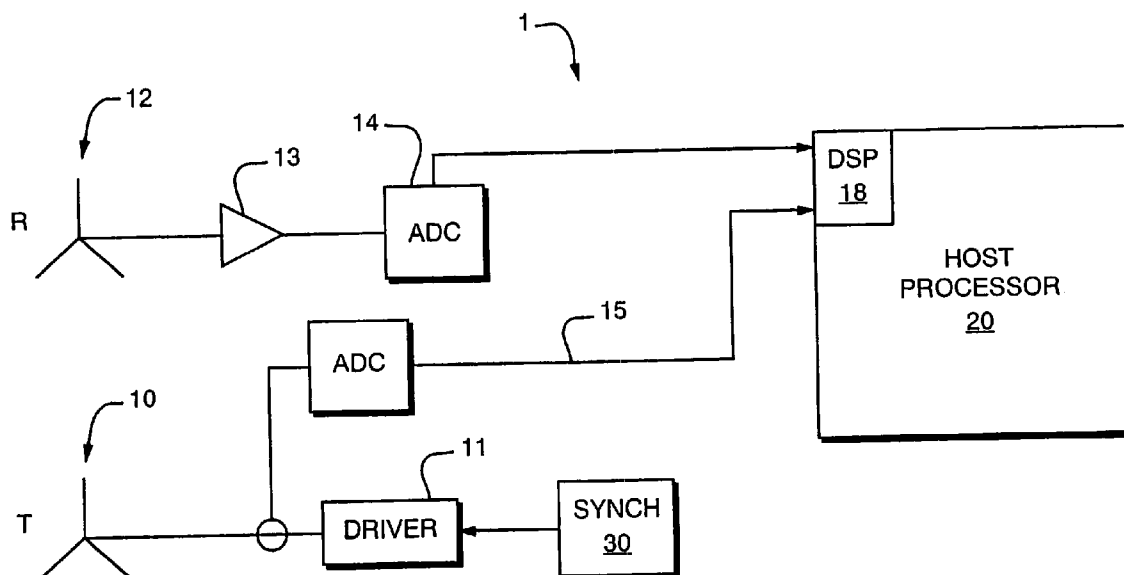 1
12
14
13
R
ADC
DSP
18
HOST
PROCESSOR
20
15
ADC
10
11
T
DRIVER
SYNCH
30